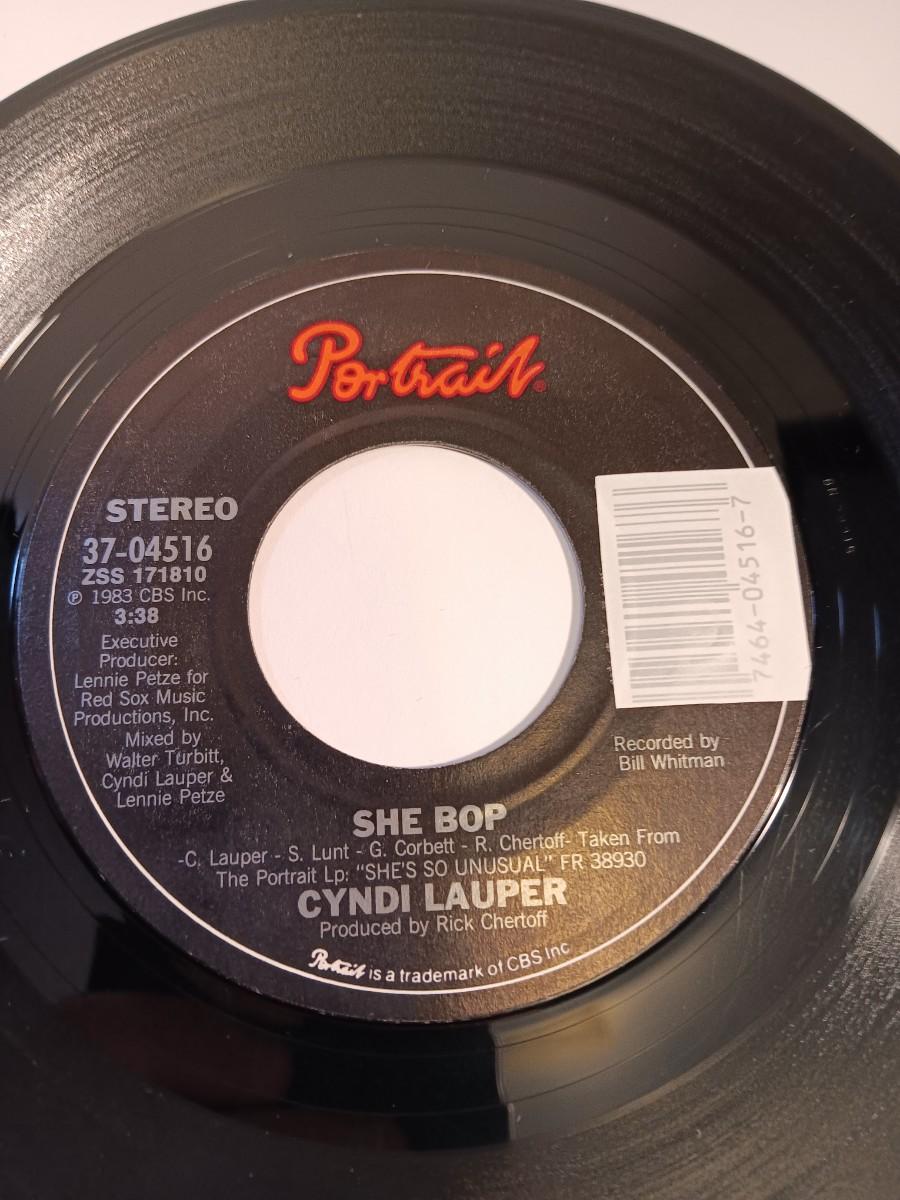 Portrait®
STEREO
37-04516
ZSS 171810
℗ 1983 CBS Inc.
3:38
Executive
Producer:
Lennie Petze for
Red Sox Music
Productions, Inc.
Mixed by
Walter Turbitt,
Cyndi Lauper &
Lennie Petze
7464-04516-7
Recorded by
Bill Whitman
SHE BOP
-C. Lauper - S. Lunt - G. Corbett - R. Chertoff- Taken From
The Portrait Lp: "SHE'S SO UNUSUAL" FR 38930
CYNDI LAUPER
Produced by Rick Chertoff
Portrait is a trademark of CBS Inc